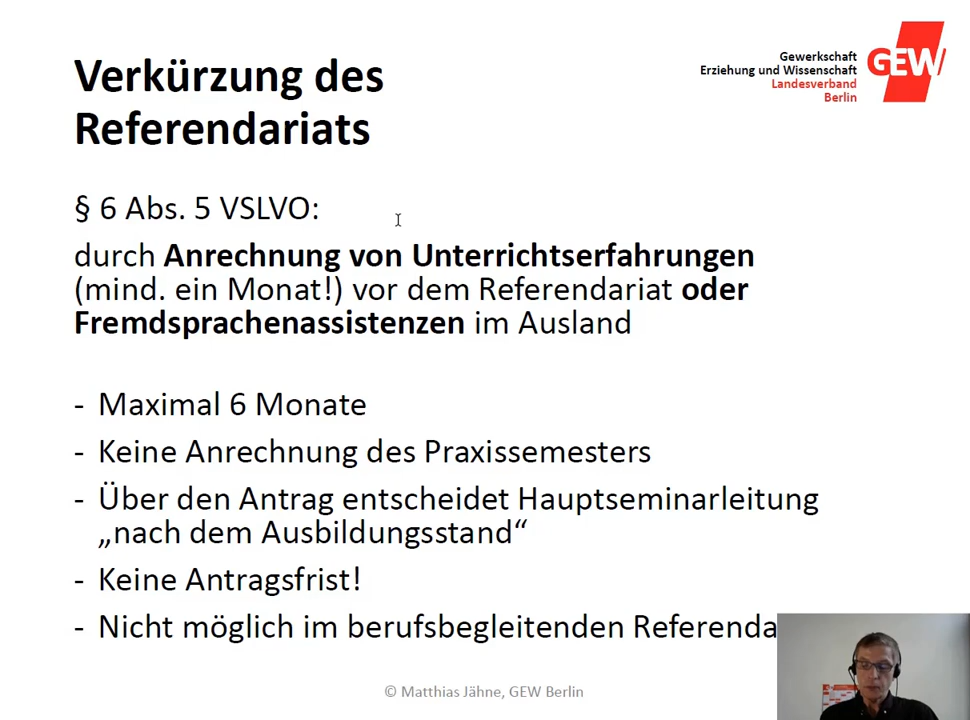 Verkürzung des
Referendariats
Gewerkschaft
Erziehung und Wissenschaft
Landesverband
Berlin
GEW
§ 6 Abs. 5 VSLVO:
durch Anrechnung von Unterrichtserfahrungen
(mind. ein Monat!) vor dem Referendariat oder
Fremdsprachenassistenzen im Ausland
- Maximal 6 Monate
- Keine Anrechnung des Praxissemesters
- Über den Antrag entscheidet Hauptseminarleitung
„nach dem Ausbildungsstand“
- Keine Antragsfrist!
- Nicht möglich im berufsbegleitenden Referenda
© Matthias Jähne, GEW Berlin